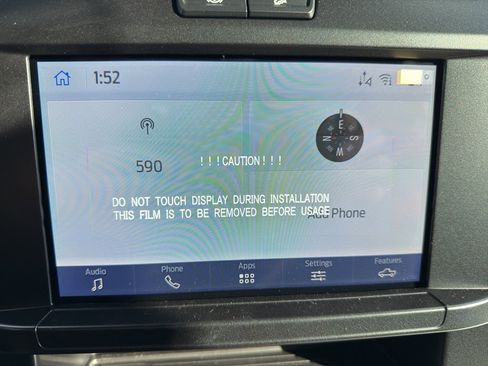 1:52
590
! ! ! CAUTION ! ! !
N
E
S
W
DO NOT TOUCH DISPLAY DURING INSTALLATION
THIS FILM IS TO BE REMOVED BEFORE USAGE
Add Phone
Audio
Phone
Apps
Settings
Features